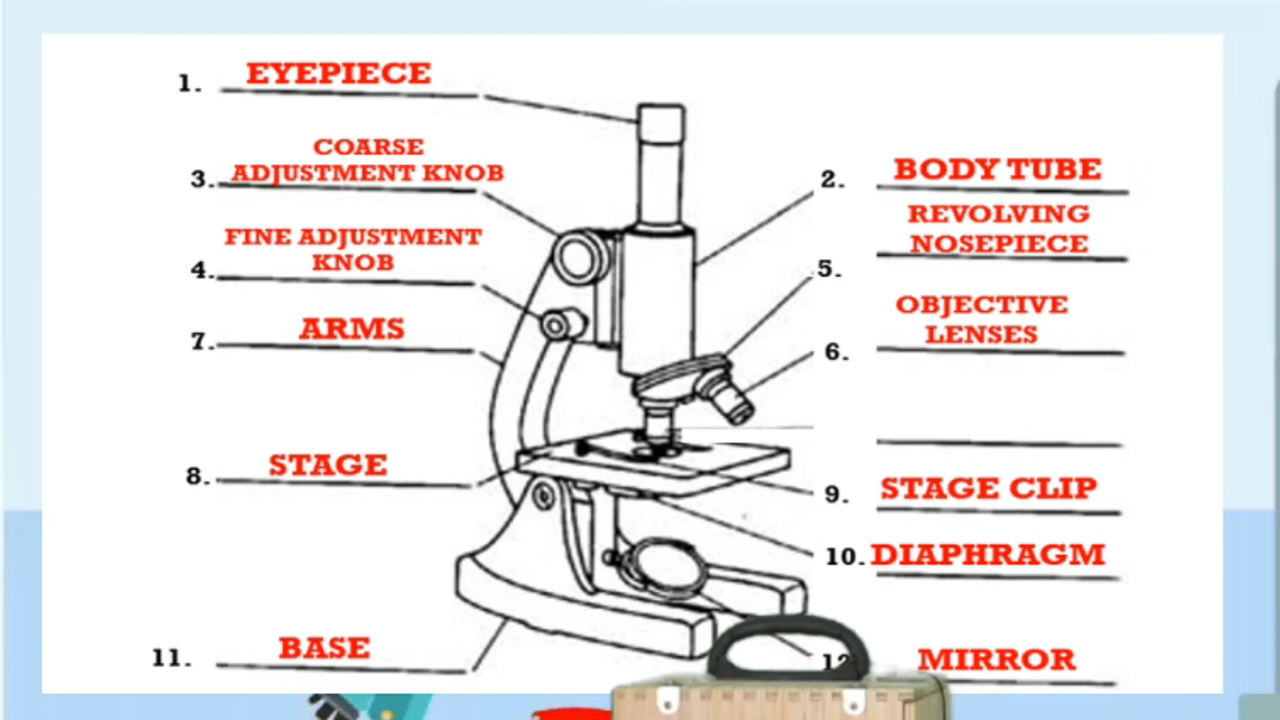 1. EYEPIECE
COARSE
3. ADJUSTMENT KNOB
2. BODY TUBE
REVOLVING
NOSEPIECE
FINE ADJUSTMENT
KNOB
4.
5.
OBJECTIVE
LENSES
7. ARMS
6.
8. STAGE
9. STAGE CLIP
10. DIAPHRAGM
11. BASE
12 MIRROR